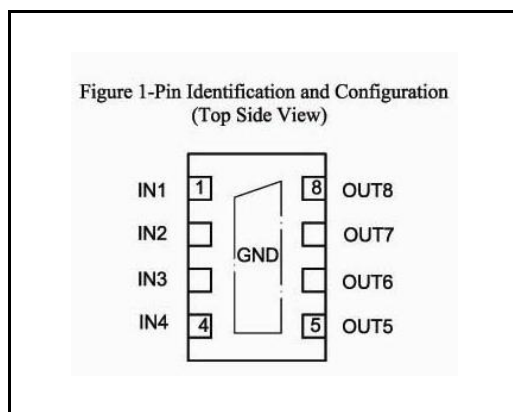 Figure 1-Pin Identification and Configuration
(Top Side View)
IN1 1 8 OUT8
IN2 OUT7
GND
IN3 OUT6
IN4 4 5 OUT5